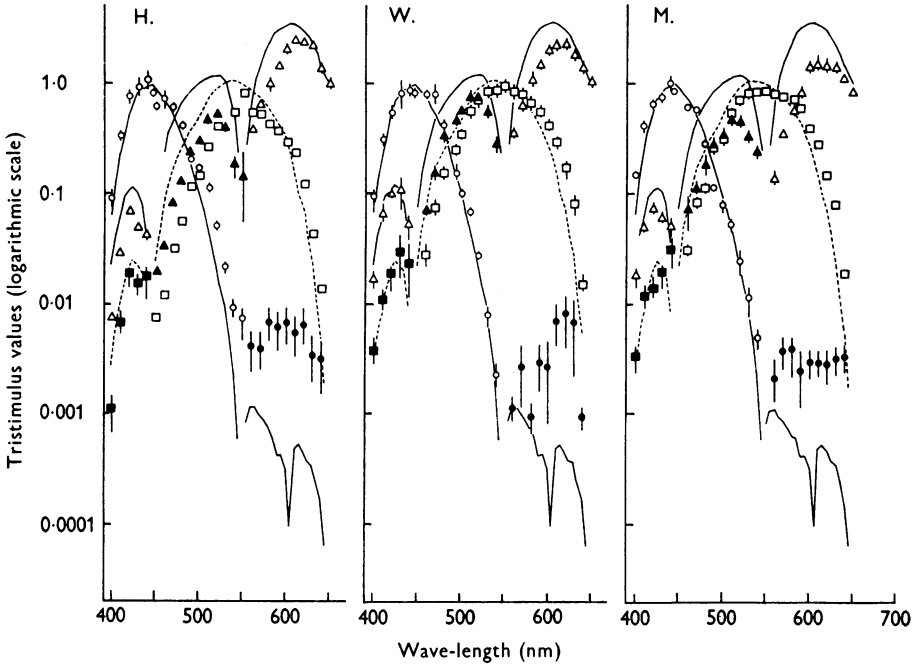 H. W. M.
1·0
0·1
0·01
0·001
0·0001
Tristimulus values (logarithmic scale)
400 500 600 400 500 600 400 500 600 700
Wave-length (nm)